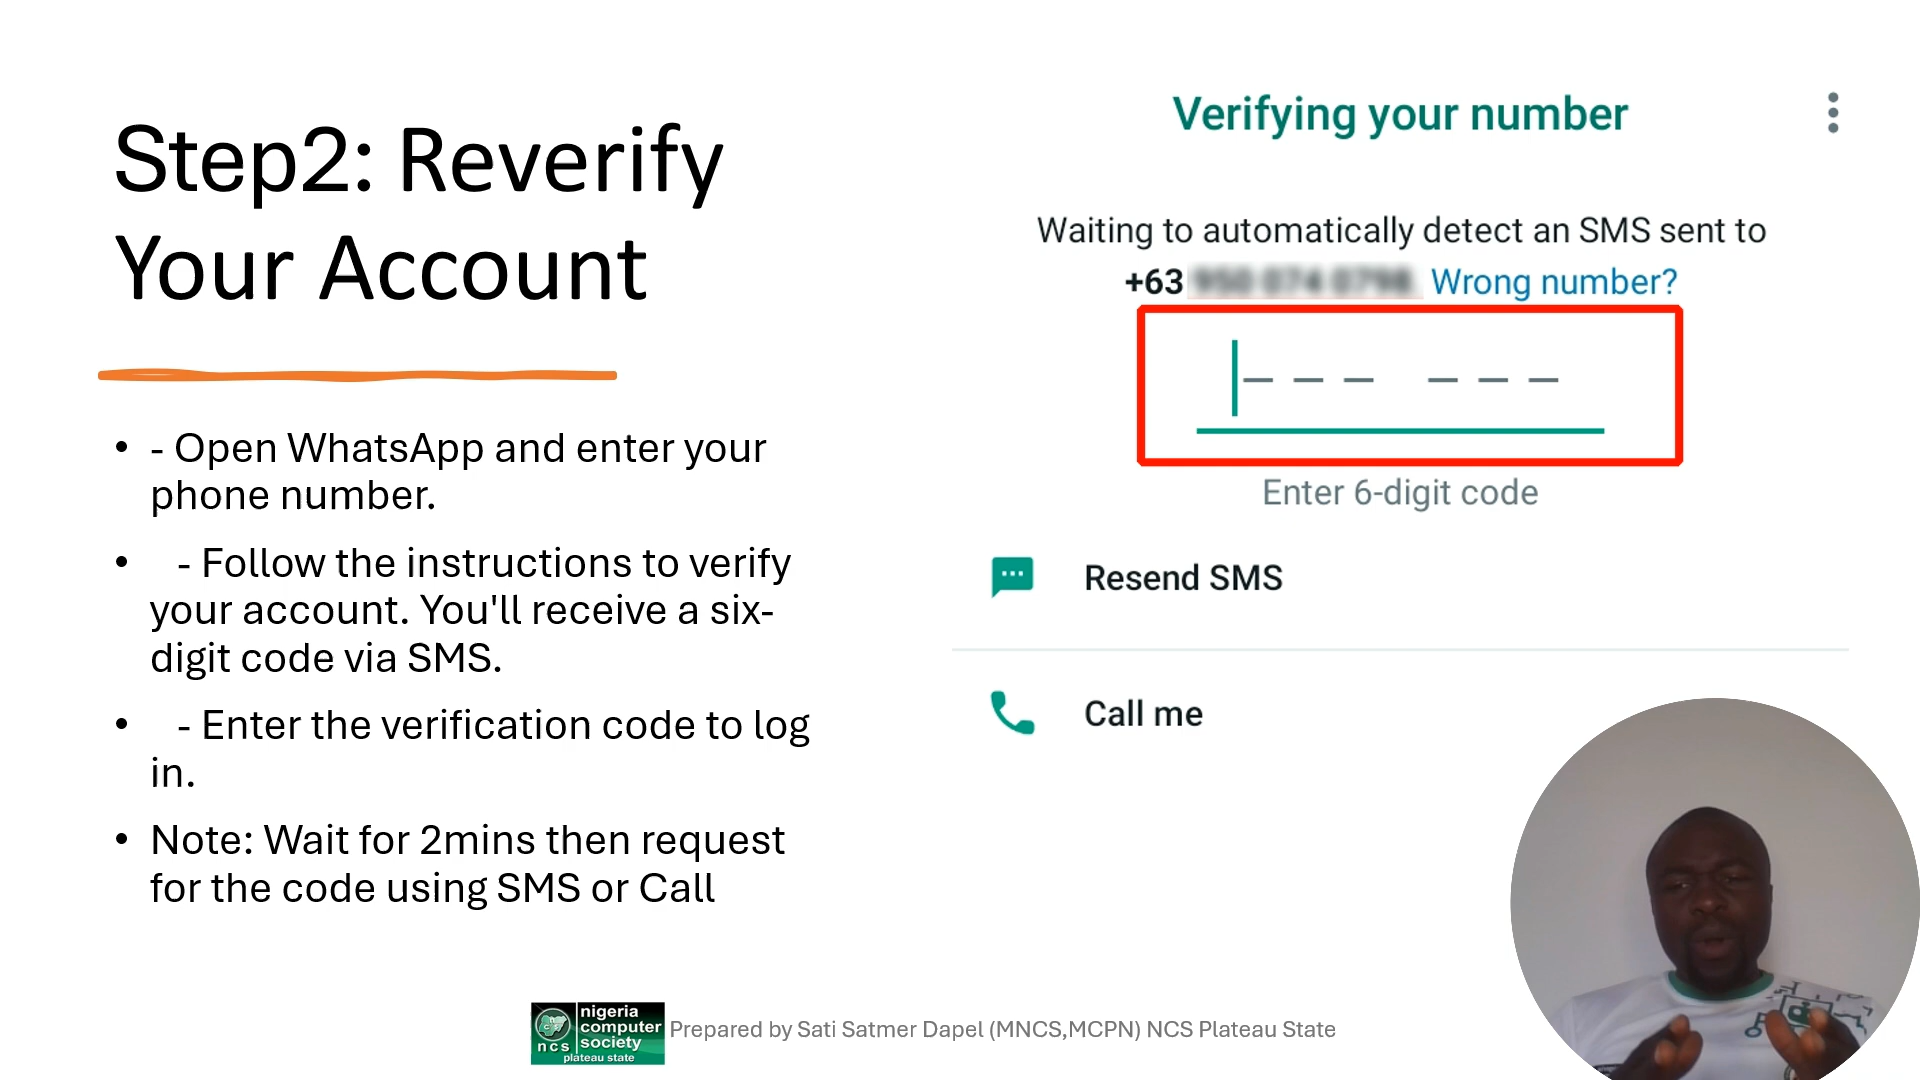 Step2: Reverify
Your Account
• - Open WhatsApp and enter your
phone number.
• - Follow the instructions to verify
your account. You'll receive a six-
digit code via SMS.
• - Enter the verification code to log
in.
• Note: Wait for 2mins then request
for the code using SMS or Call
Verifying your number
Waiting to automatically detect an SMS sent to
+63 Wrong number?
Enter 6-digit code
Resend SMS
Call me
nigeria
computer
society
ncs
plateau state
Prepared by Sati Satmer Dapel (MNCS,MCPN) NCS Plateau State